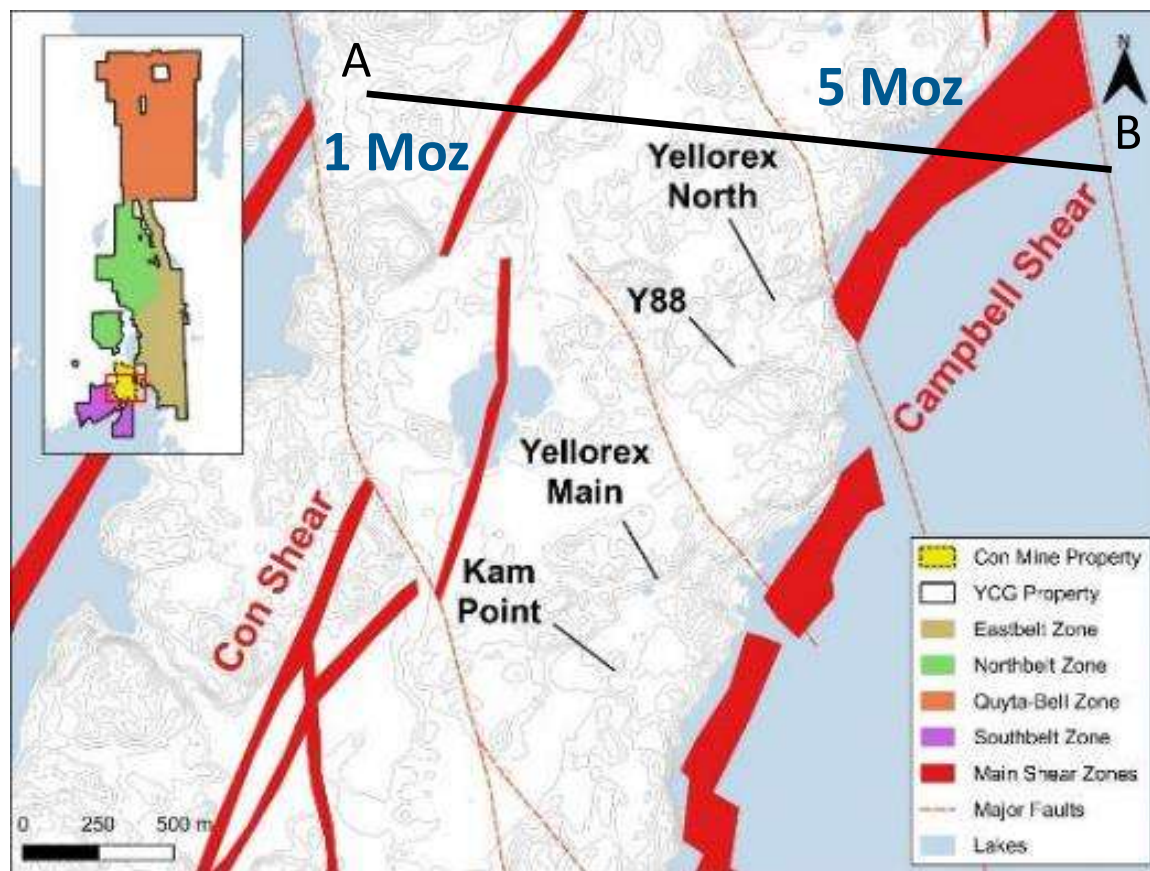 A
5 Moz
N
1 Moz
B
Yellorex
North
Y88
Campbell Shear
Yellorex
Main
Con Shear
Kam
Point
Con Mine Property
YCG Property
Eastbelt Zone
Northbelt Zone
Quyta-Bell Zone
Southbelt Zone
Main Shear Zones
Major Faults
Lakes
0 250 500 m